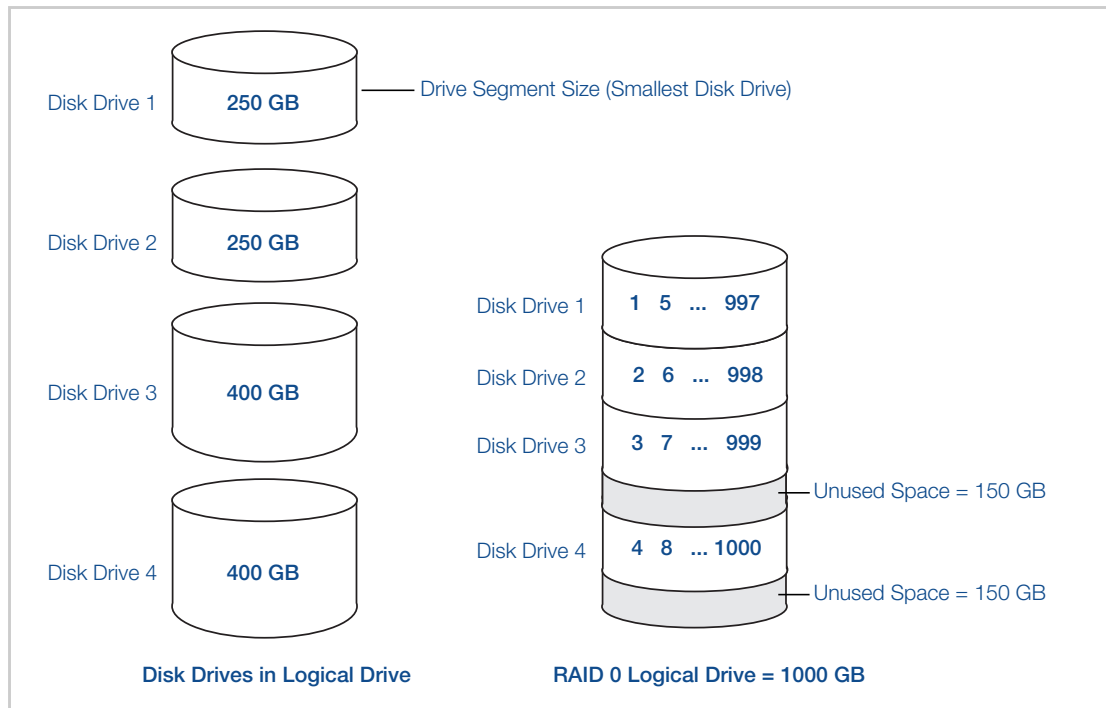 Disk Drive 1
250 GB
Drive Segment Size (Smallest Disk Drive)
Disk Drive 2
250 GB
Disk Drive 3
400 GB
Disk Drive 4
400 GB
Disk Drives in Logical Drive
Disk Drive 1
1 5 ... 997
Disk Drive 2
2 6 ... 998
Disk Drive 3
3 7 ... 999
Unused Space = 150 GB
Disk Drive 4
4 8 ... 1000
Unused Space = 150 GB
RAID 0 Logical Drive = 1000 GB